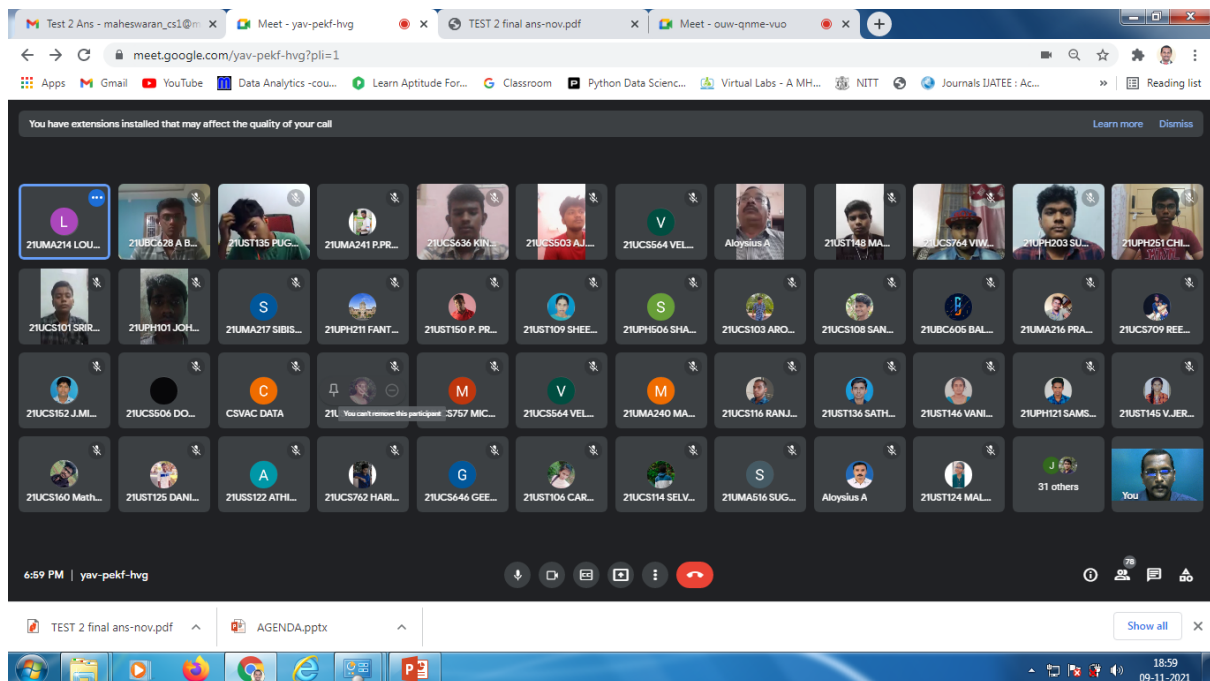 Test 2 Ans - maheswaran_cs1@m
Meet - yav-pekf-hvg
TEST 2 final ans-nov.pdf
Meet - ouw-qnme-vuo
meet.google.com/yav-pekf-hvg?pli=1
Apps Gmail YouTube Data Analytics -cou... Learn Aptitude For... Classroom Python Data Scienc... Virtual Labs - A MH... NITT Journals IJATEE : Ac... » Reading list
You have extensions installed that may affect the quality of your call Learn more Dismiss
L V
21UMA214 LOU... 21UBC628 A B... 21UST135 PUG... 21UMA241 P.PR... 21UCS636 KIN... 21UCS503 AJ... 21UCS564 VEL... Aloysius A 21UST148 MA... 21UCS764 VIW... 21UPH203 SU... 21UPH251 CHI...
S S
21UCS101 SRIR... 21UPH101 JOH... 21UMA217 SIBIS... 21UPH211 FANT... 21UST150 P. PR... 21UST109 SHEE... 21UPH506 SHA... 21UCS103 ARO... 21UCS108 SAN... 21UBC605 BAL... 21UMA216 PRA... 21UCS709 REE...
C M V M
21UCS152 J.MI... 21UCS506 DO... CSVAC DATA 21U You can't remove this participant S757 MIC... 21UCS564 VEL... 21UMA240 MA... 21UCS116 RANJ... 21UST136 SATH... 21UST146 VANI... 21UPH121 SAMS... 21UST145 V.JER...
A G S J
21UCS160 Math... 21UST125 DANI... 21USS122 ATHI... 21UCS762 HARI... 21UCS646 GEE... 21UST106 CAR... 21UCS114 SELV... 21UMA516 SUG... Aloysius A 21UST124 MAL... 31 others You
6:59 PM | yav-pekf-hvg 78
TEST 2 final ans-nov.pdf AGENDA.pptx Show all
18:59
09-11-2021